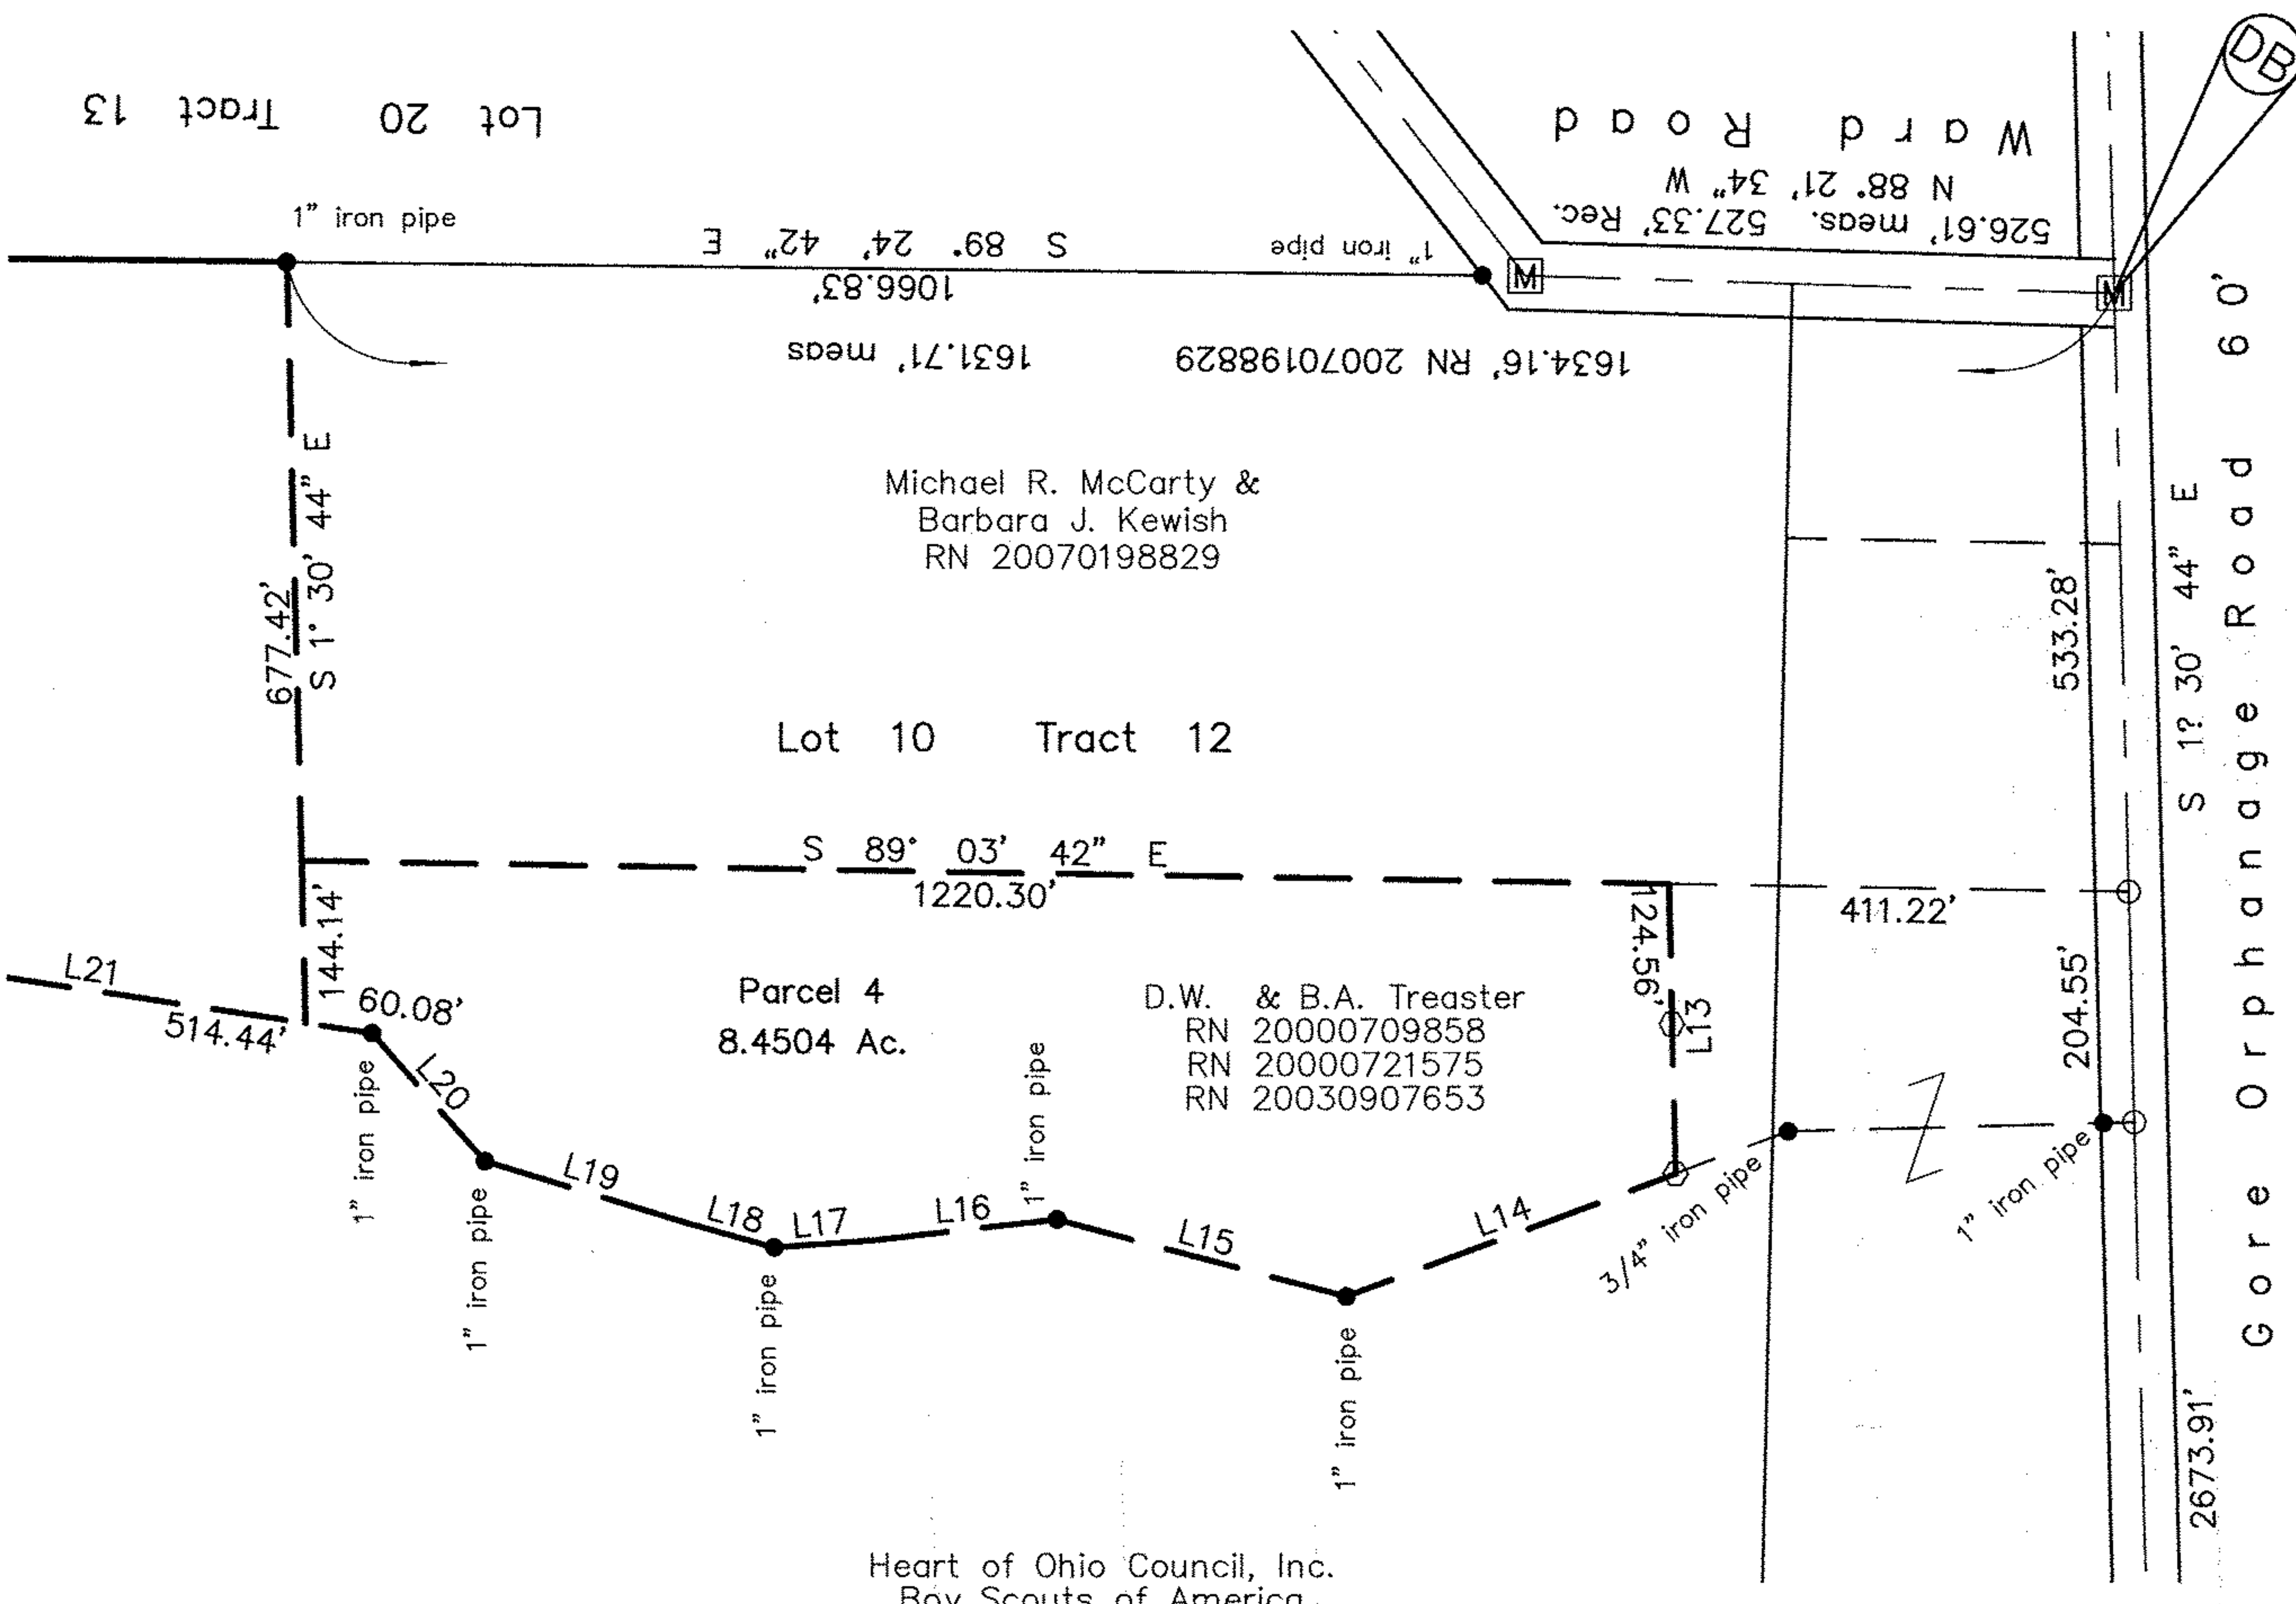 Lot 20 Tract 13
Ward Road
N 88° 21' 34" W
526.61' meas. 527.33' Rec.
DB
1" iron pipe
S 89° 24' 42" E
1066.83'
1" iron pipe
M
M
1631.71' meas
1634.16' RN 20070198829
677.42'
S 1° 30' 44" E
Michael R. McCarty &
Barbara J. Kewish
RN 20070198829
Lot 10 Tract 12
533.28'
S 1? 30' 44" E
Gore Orphanage Road 60'
S 89° 03' 42" E
1220.30'
411.22'
144.14'
124.56'
L13
204.55'
L21
514.44'
60.08'
Parcel 4
8.4504 Ac.
D.W. & B.A. Treaster
RN 20000709858
RN 20000721575
RN 20030907653
L20
L19
L18
L17
L16
L15
L14
1" iron pipe
1" iron pipe
1" iron pipe
1" iron pipe
1" iron pipe
3/4" iron pipe
1" iron pipe
2673.91'
Heart of Ohio Council, Inc.
Boy Scouts of America